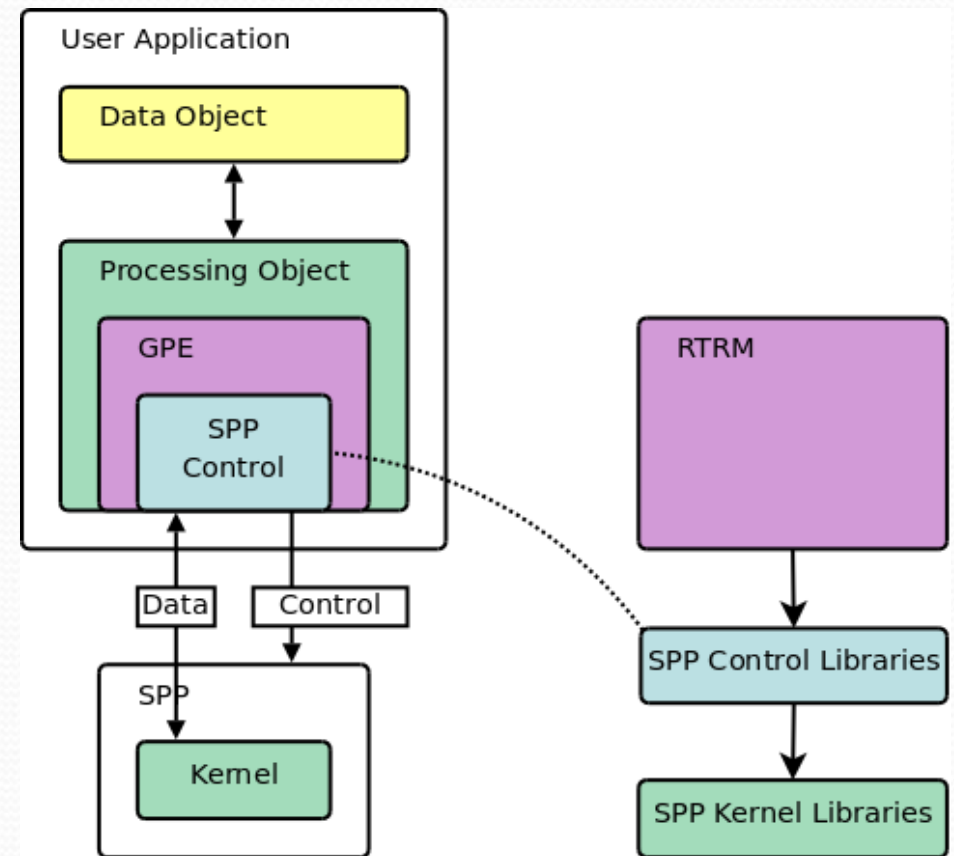 User Application
Data Object
Processing Object
GPE
RTRM
SPP
Control
Data
Control
SPP Control Libraries
SPP
Kernel
SPP Kernel Libraries